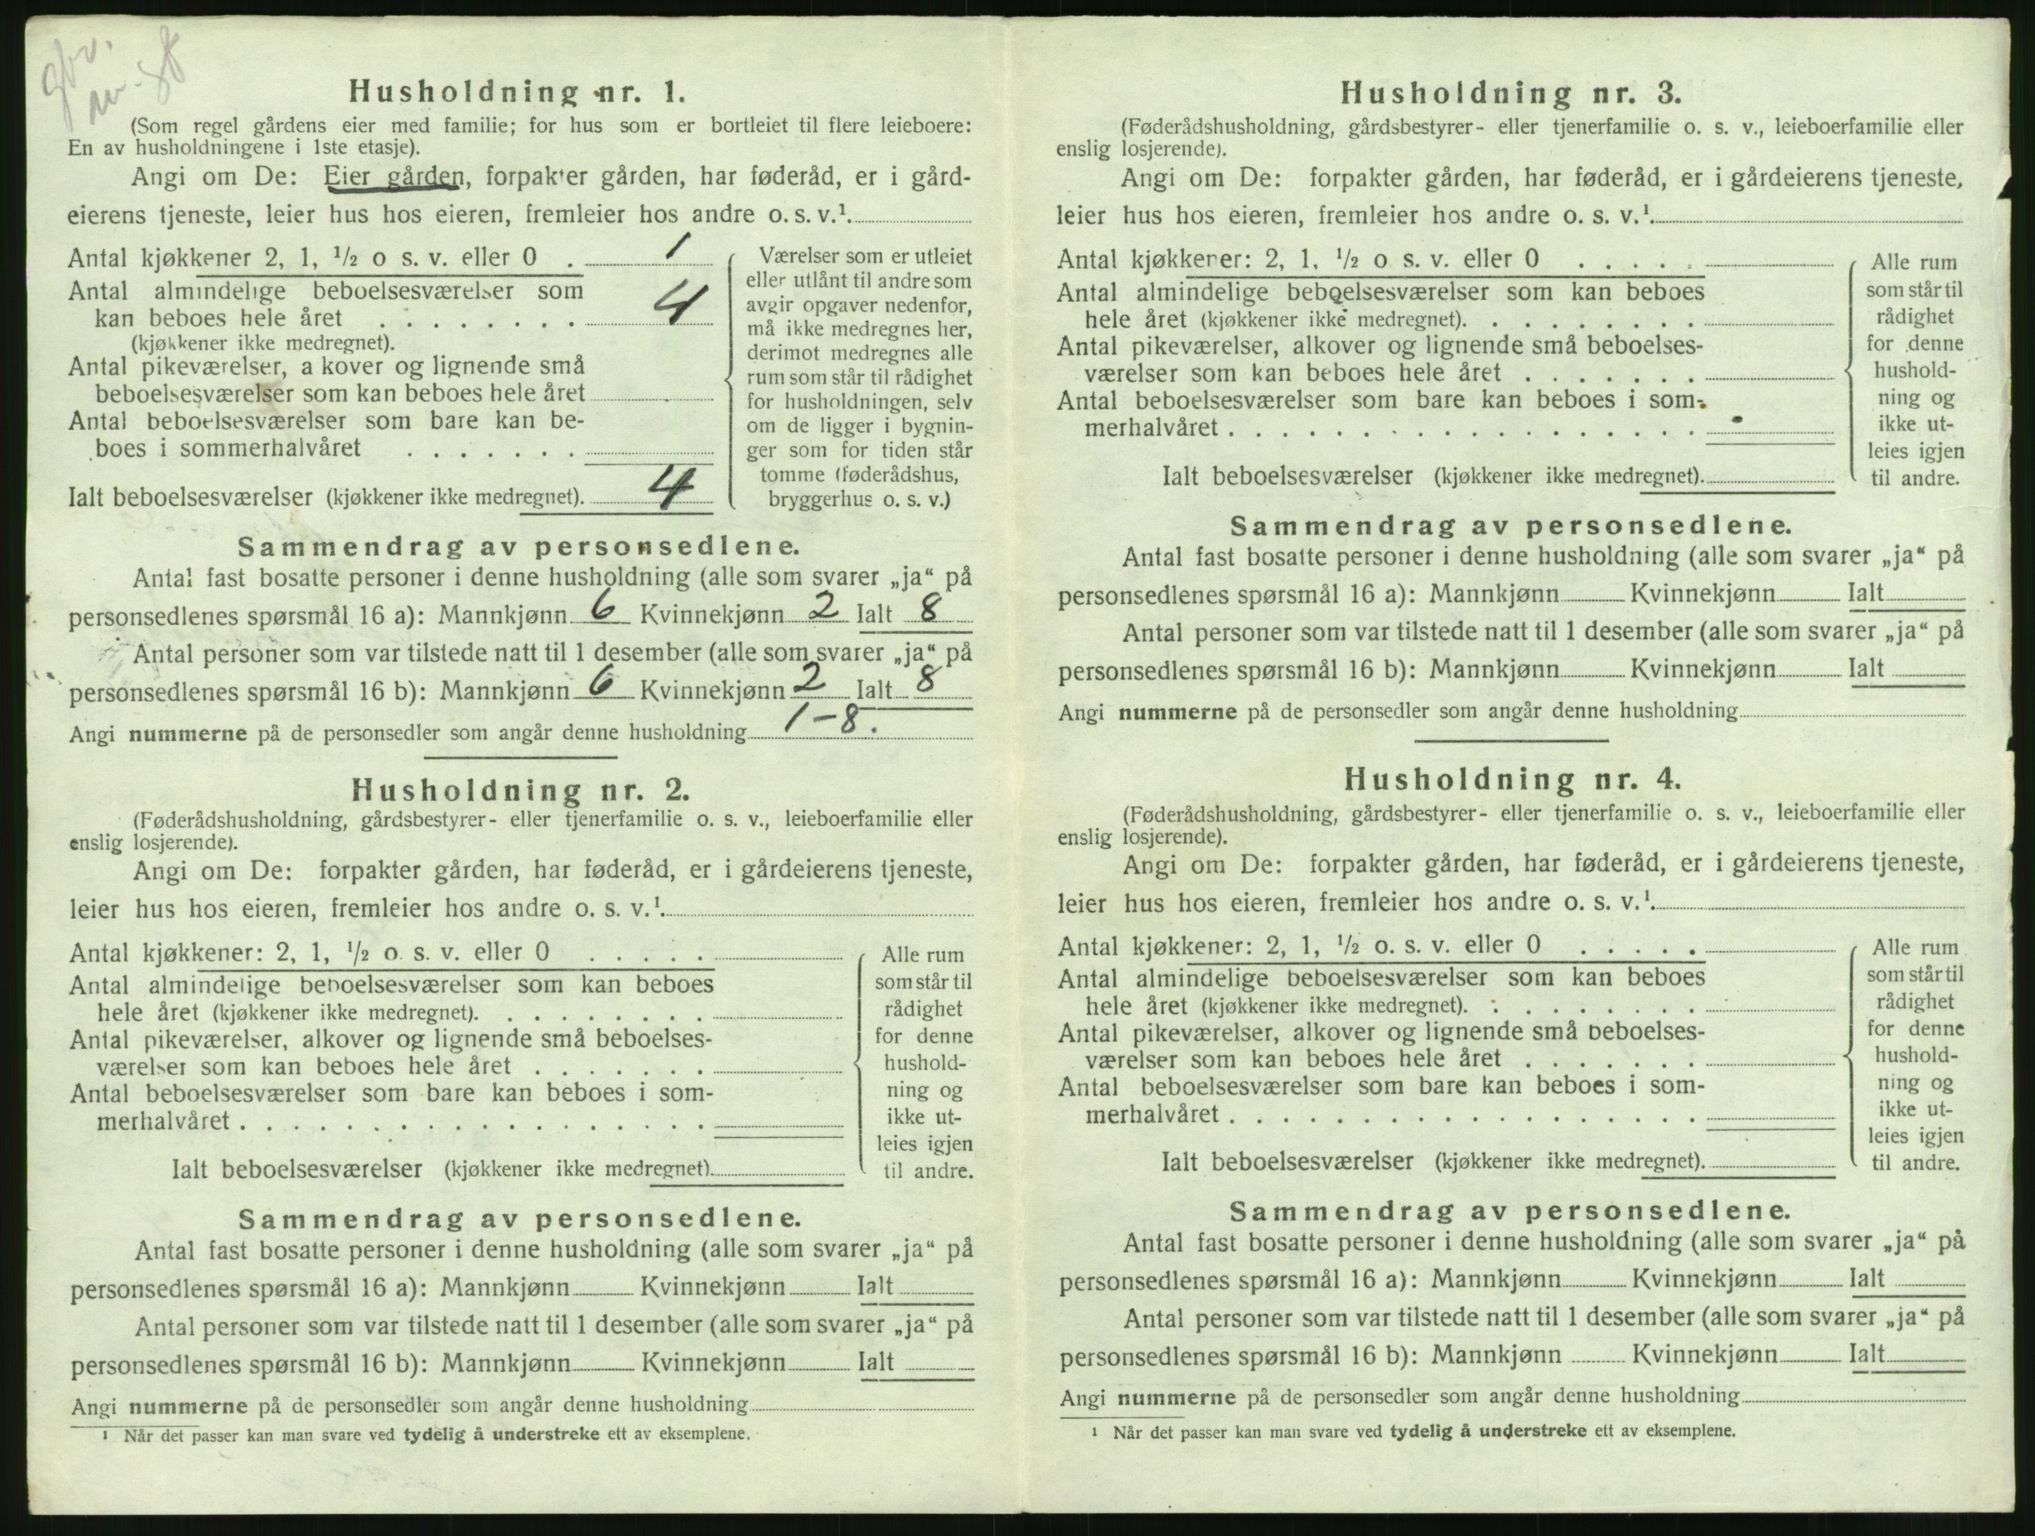 Husholdning nr. 1.
(Som regel gårdens eier med familie; for hus som er bortleiet til flere leieboere:
En av husholdningene i 1ste etasje).
Angi om De: Eier gården, forpakter gården, har føderåd, er i gård-
eierens tjeneste, leier hus hos eieren, fremleier hos andre o. s. v.¹
Antal kjøkkener 2, 1, ½ o s. v. eller 0 . 1
Antal almindelige beboelsesværelser som
kan beboes hele året . . . . . . . . 4
(kjøkkener ikke medregnet).
Antal pikeværelser, a kover og lignende små
beboelsesværelser som kan beboes hele året
Antal beboelsesværelser som bare kan be-
boes i sommerhalvåret . . . . . . .
Ialt beboelsesværelser (kjøkkener ikke medregnet). 4
Værelser som er utleiet
eller utlånt til andre som
avgir opgaver nedenfor,
må ikke medregnes her,
derimot medregnes alle
rum som står til rådighet
for husholdningen, selv
om de ligger i bygnin-
ger som for tiden står
tomme (føderådshus,
bryggerhus o. s. v.)
Sammendrag av personsedlene.
Antal fast bosatte personer i denne husholdning (alle som svarer „ja“ på
personsedlenes spørsmål 16 a): Mannkjønn 6 Kvinnekjønn 2 Ialt 8
Antal personer som var tilstede natt til 1 desember (alle som svarer „ja“ på
personsedlenes spørsmål 16 b): Mannkjønn 6 Kvinnekjønn 2 Ialt 8
Angi nummerne på de personsedler som angår denne husholdning 1-8.
Husholdning nr. 2.
(Føderådshusholdning, gårdsbestyrer- eller tjenerfamilie o. s. v., leieboerfamilie eller
enslig losjerende).
Angi om De: forpakter gården, har føderåd, er i gårdeierens tjeneste,
leier hus hos eieren, fremleier hos andre o. s. v.¹.
Antal kjøkkener: 2, 1, ½ o. s. v. eller 0 . . . . .
Antal almindelige beboelsesværelser som kan beboes
hele året (kjøkkener ikke medregnet). . . . . . . . .
Antal pikeværelser, alkover og lignende små beboelses-
værelser som kan beboes hele året . . . . . . .
Antal beboelsesværelser som bare kan beboes i som-
merhalvåret . . . . . . . . . . . . . . . . . .
Ialt beboelsesværelser (kjøkkener ikke medregnet).
Alle rum
som står til
rådighet
for denne
hushold-
ning og
ikke ut-
leies igjen
til andre.
Sammendrag av personsedlene.
Antal fast bosatte personer i denne husholdning (alle som svarer „ja“ på
personsedlenes spørsmål 16 a): Mannkjønn Kvinnekjønn Ialt
Antal personer som var tilstede natt til 1 desember (alle som svarer „ja“ på
personsedlenes spørsmål 16 b): Mannkjønn Kvinnekjønn Ialt
Angi nummerne på de personsedler som angår denne husholdning
¹ Når det passer kan man svare ved tydelig å understreke ett av eksemplene.
Husholdning nr. 3.
(Føderådshusholdning, gårdsbestyrer- eller tjenerfamilie o. s. v., leieboerfamilie eller
enslig losjerende).
Angi om De: forpakter gården, har føderåd, er i gårdeierens tjeneste,
leier hus hos eieren, fremleier hos andre o. s. v.¹.
Antal kjøkkener: 2, 1, ½ o s. v. eller 0 . . . . .
Antal almindelige beboelsesværelser som kan beboes
hele året (kjøkkener ikke medregnet). . . . . . . . .
Antal pikeværelser, alkover og lignende små beboelses-
værelser som kan beboes hele året . . . . . . .
Antal beboelsesværelser som bare kan beboes i som-
merhalvåret . . . . . . . . . . . . . . . . . .
Ialt beboelsesværelser (kjøkkener ikke medregnet).
Alle rum
som står til
rådighet
for denne
hushold-
ning og
ikke ut-
leies igjen
til andre.
Sammendrag av personsedlene.
Antal fast bosatte personer i denne husholdning (alle som svarer „ja“ på
personsedlenes spørsmål 16 a): Mannkjønn Kvinnekjønn Ialt
Antal personer som var tilstede natt til 1 desember (alle som svarer „ja“ på
personsedlenes spørsmål 16 b): Mannkjønn Kvinnekjønn Ialt
Angi nummerne på de personsedler som angår denne husholdning
Husholdning nr. 4.
(Føderådshusholdning, gårdsbestyrer- eller tjenerfamilie o. s. v., leieboerfamilie eller
enslig losjerende).
Angi om De: forpakter gården, har føderåd, er i gårdeierens tjeneste,
leier hus hos eieren, fremleier hos andre o. s. v.¹.
Antal kjøkkener: 2, 1, ½ o. s. v. eller 0 . . . . .
Antal almindelige beboelsesværelser som kan beboes
hele året (kjøkkener ikke medregnet). . . . . . . . .
Antal pikeværelser, alkover og lignende små beboelses-
værelser som kan beboes hele året . . . . . . .
Antal beboelsesværelser som bare kan beboes i som-
merhalvåret . . . . . . . . . . . . . . . . . .
Ialt beboelsesværelser (kjøkkener ikke medregnet).
Alle rum
som står til
rådighet
for denne
hushold-
ning og
ikke ut-
leies igjen
til andre.
Sammendrag av personsedlene.
Antal fast bosatte personer i denne husholdning (alle som svarer „ja“ på
personsedlenes spørsmål 16 a): Mannkjønn Kvinnekjønn Ialt
Antal personer som var tilstede natt til 1 desember (alle som svarer „ja“ på
personsedlenes spørsmål 16 b): Mannkjønn Kvinnekjønn Ialt
Angi nummerne på de personsedler som angår denne husholdning
¹ Når det passer kan man svare ved tydelig å understreke ett av eksemplene.